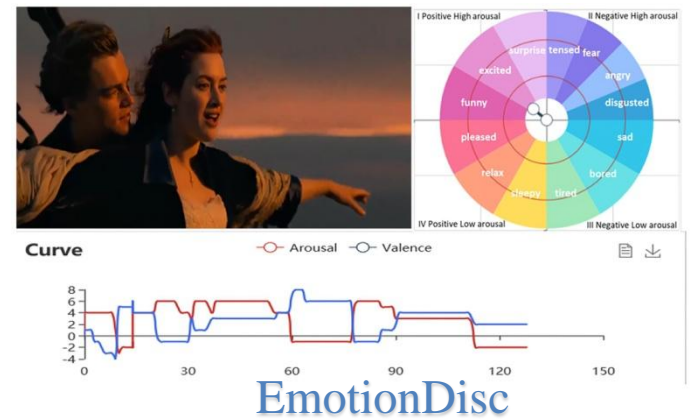 I Positive High arousal
II Negative High arousal
surprise
tensed
fear
excited
angry
funny
disgusted
pleased
sad
relax
bored
sleepy
tired
IV Positive Low arousal
III Negative Low arousal
Curve
Arousal
Valence
8
6
4
2
0
-2
-4
0
30
60
90
120
150
EmotionDisc